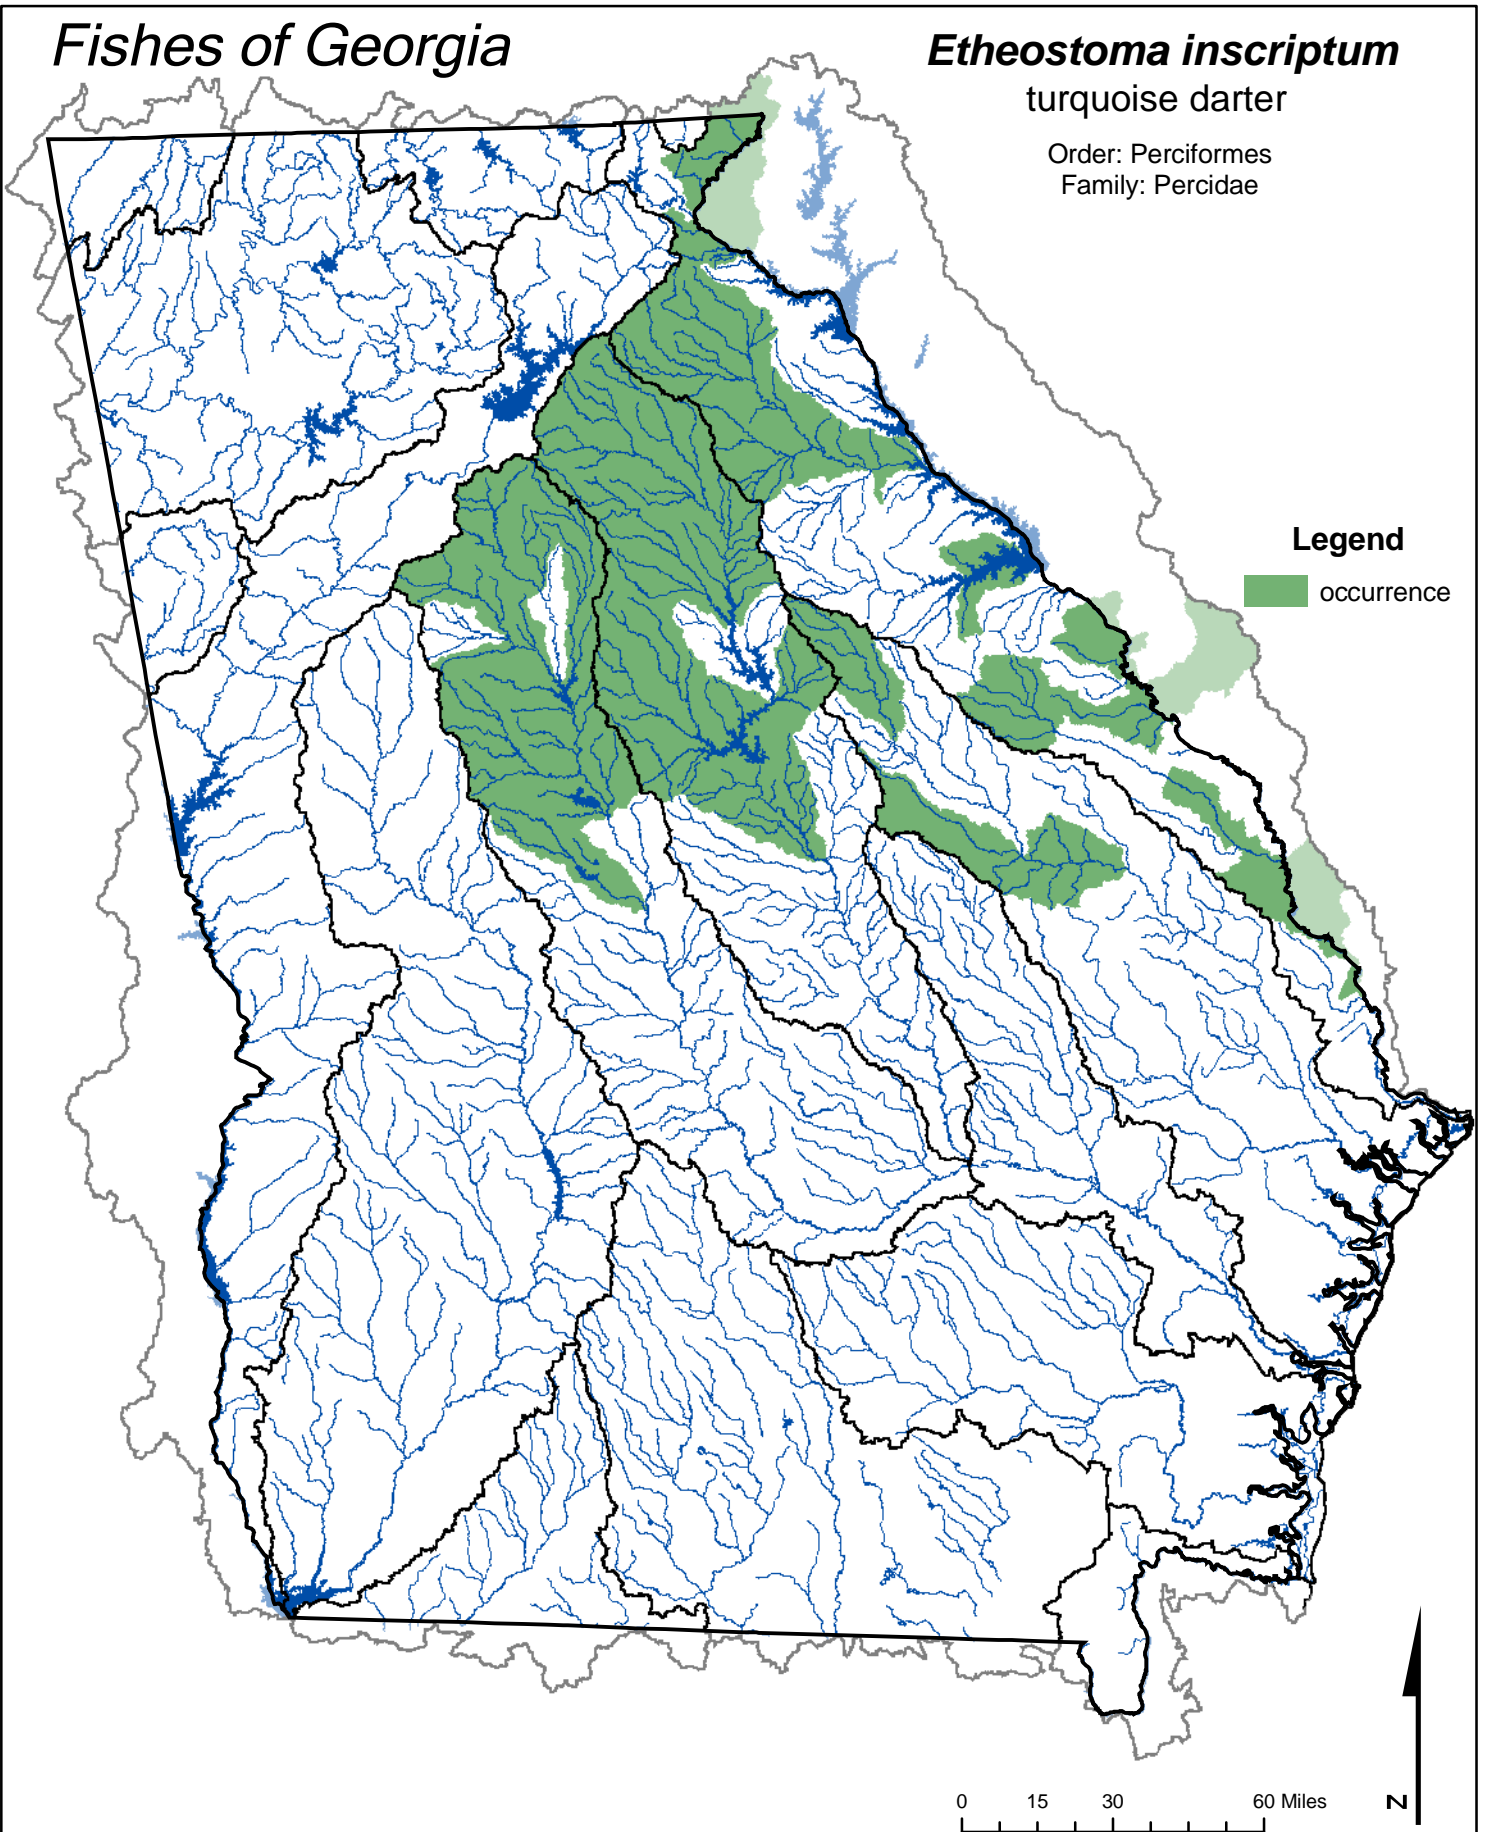 Fishes of Georgia
Etheostoma inscriptum
turquoise darter
Order: Perciformes
Family: Percidae
Legend
occurrence
0 15 30 60 Miles
N